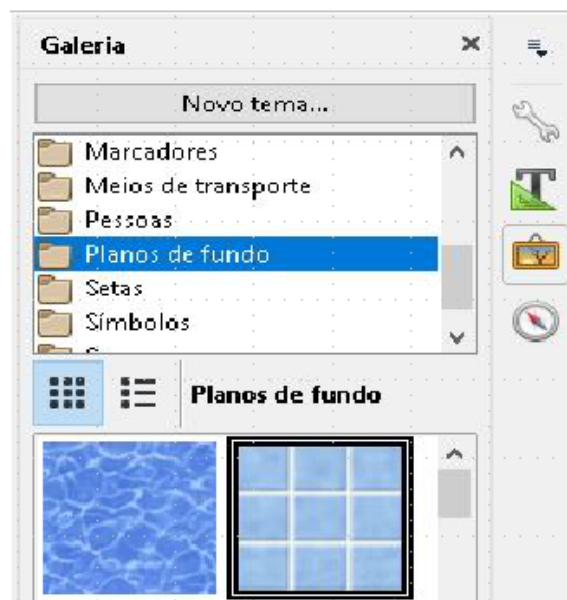 Galeria
Novo tema...
Marcadores
Meios de transporte
Pessoas
Planos de fundo
Setas
Símbolos
Planos de fundo